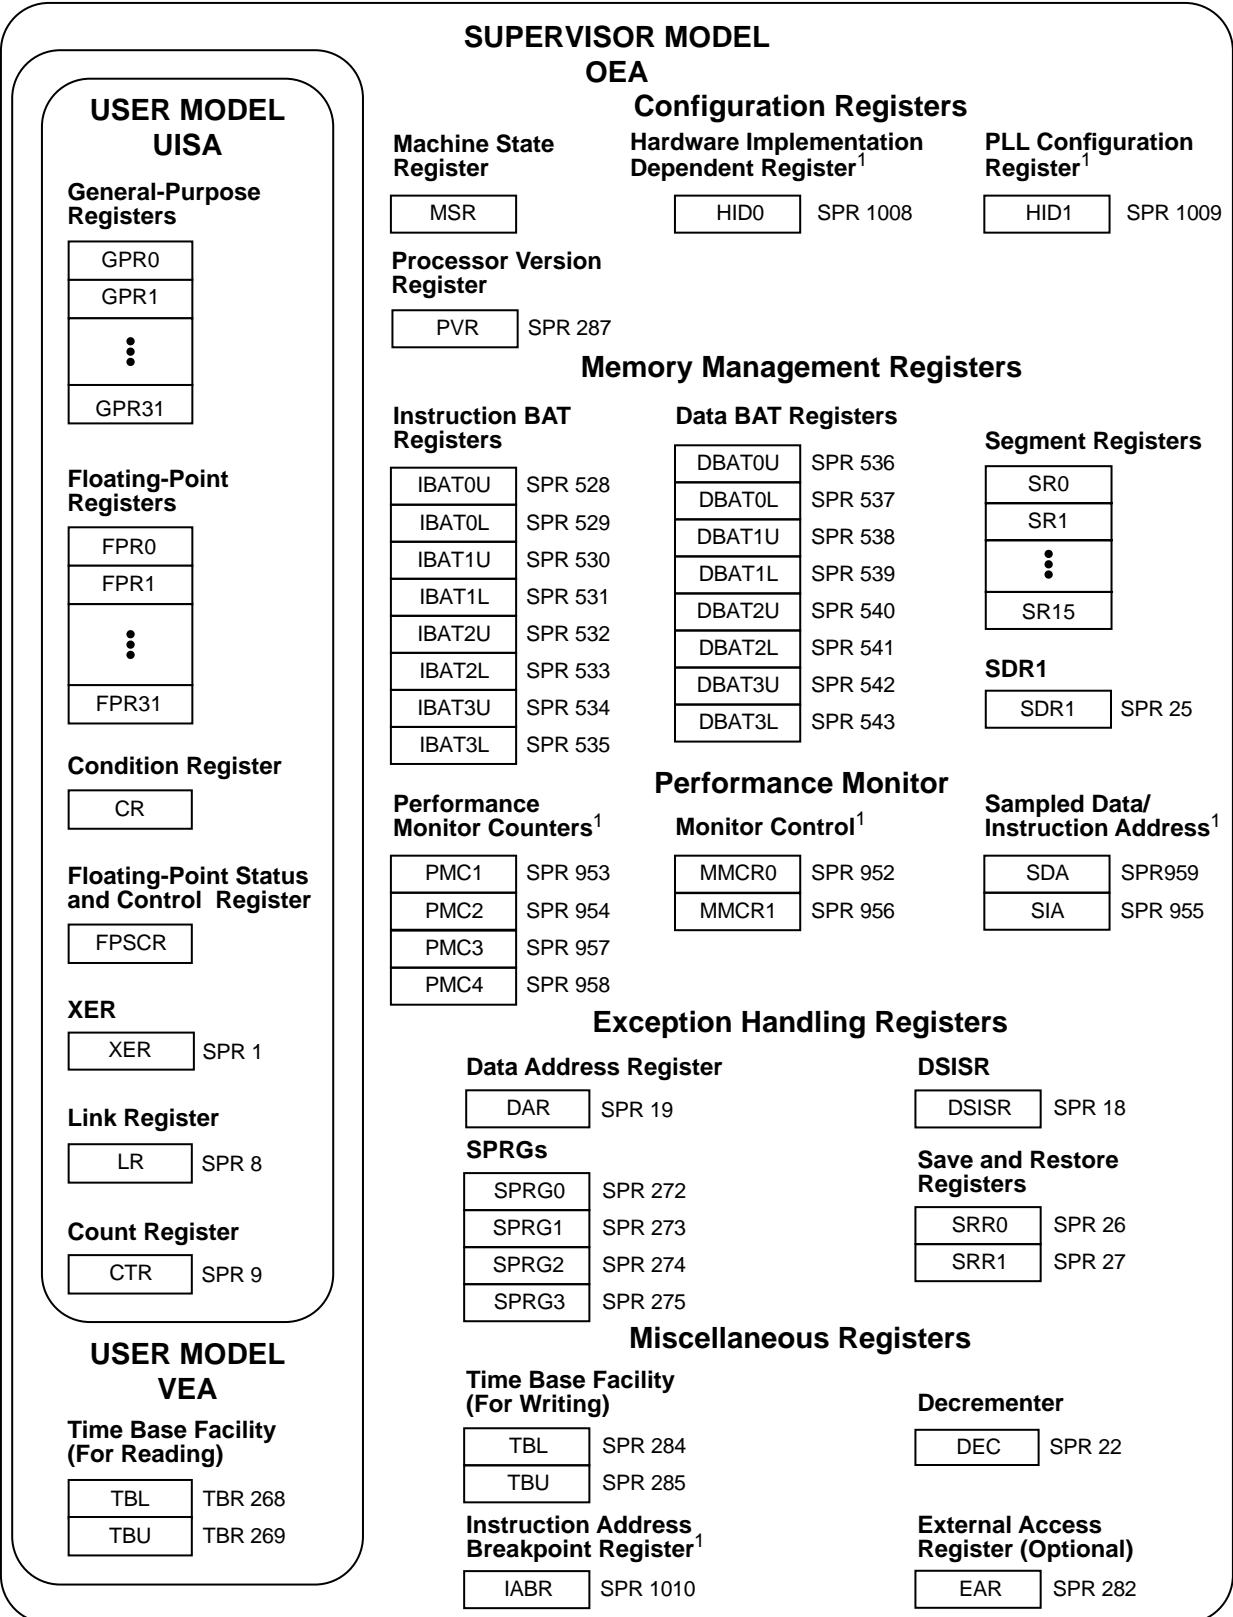 SUPERVISOR MODEL
OEA
USER MODEL
UISA
General-Purpose
Registers
GPR0
GPR1
GPR31
Floating-Point
Registers
FPR0
FPR1
FPR31
Condition Register
CR
Floating-Point Status
and Control Register
FPSCR
XER
XER SPR 1
Link Register
LR SPR 8
Count Register
CTR SPR 9
USER MODEL
VEA
Time Base Facility
(For Reading)
TBL TBR 268
TBU TBR 269
Configuration Registers
Machine State
Register
MSR
Hardware Implementation
Dependent Register1
HID0 SPR 1008
PLL Configuration
Register1
HID1 SPR 1009
Processor Version
Register
PVR SPR 287
Memory Management Registers
Instruction BAT
Registers
IBAT0U SPR 528
IBAT0L SPR 529
IBAT1U SPR 530
IBAT1L SPR 531
IBAT2U SPR 532
IBAT2L SPR 533
IBAT3U SPR 534
IBAT3L SPR 535
Data BAT Registers
DBAT0U SPR 536
DBAT0L SPR 537
DBAT1U SPR 538
DBAT1L SPR 539
DBAT2U SPR 540
DBAT2L SPR 541
DBAT3U SPR 542
DBAT3L SPR 543
Segment Registers
SR0
SR1
SR15
SDR1
SDR1 SPR 25
Performance Monitor
Performance
Monitor Counters1
PMC1 SPR 953
PMC2 SPR 954
PMC3 SPR 957
PMC4 SPR 958
Monitor Control1
MMCR0 SPR 952
MMCR1 SPR 956
Sampled Data/
Instruction Address1
SDA SPR959
SIA SPR 955
Exception Handling Registers
Data Address Register
DAR SPR 19
SPRGs
SPRG0 SPR 272
SPRG1 SPR 273
SPRG2 SPR 274
SPRG3 SPR 275
DSISR
DSISR SPR 18
Save and Restore
Registers
SRR0 SPR 26
SRR1 SPR 27
Miscellaneous Registers
Time Base Facility
(For Writing)
TBL SPR 284
TBU SPR 285
Decrementer
DEC SPR 22
Instruction Address
Breakpoint Register1
IABR SPR 1010
External Access
Register (Optional)
EAR SPR 282